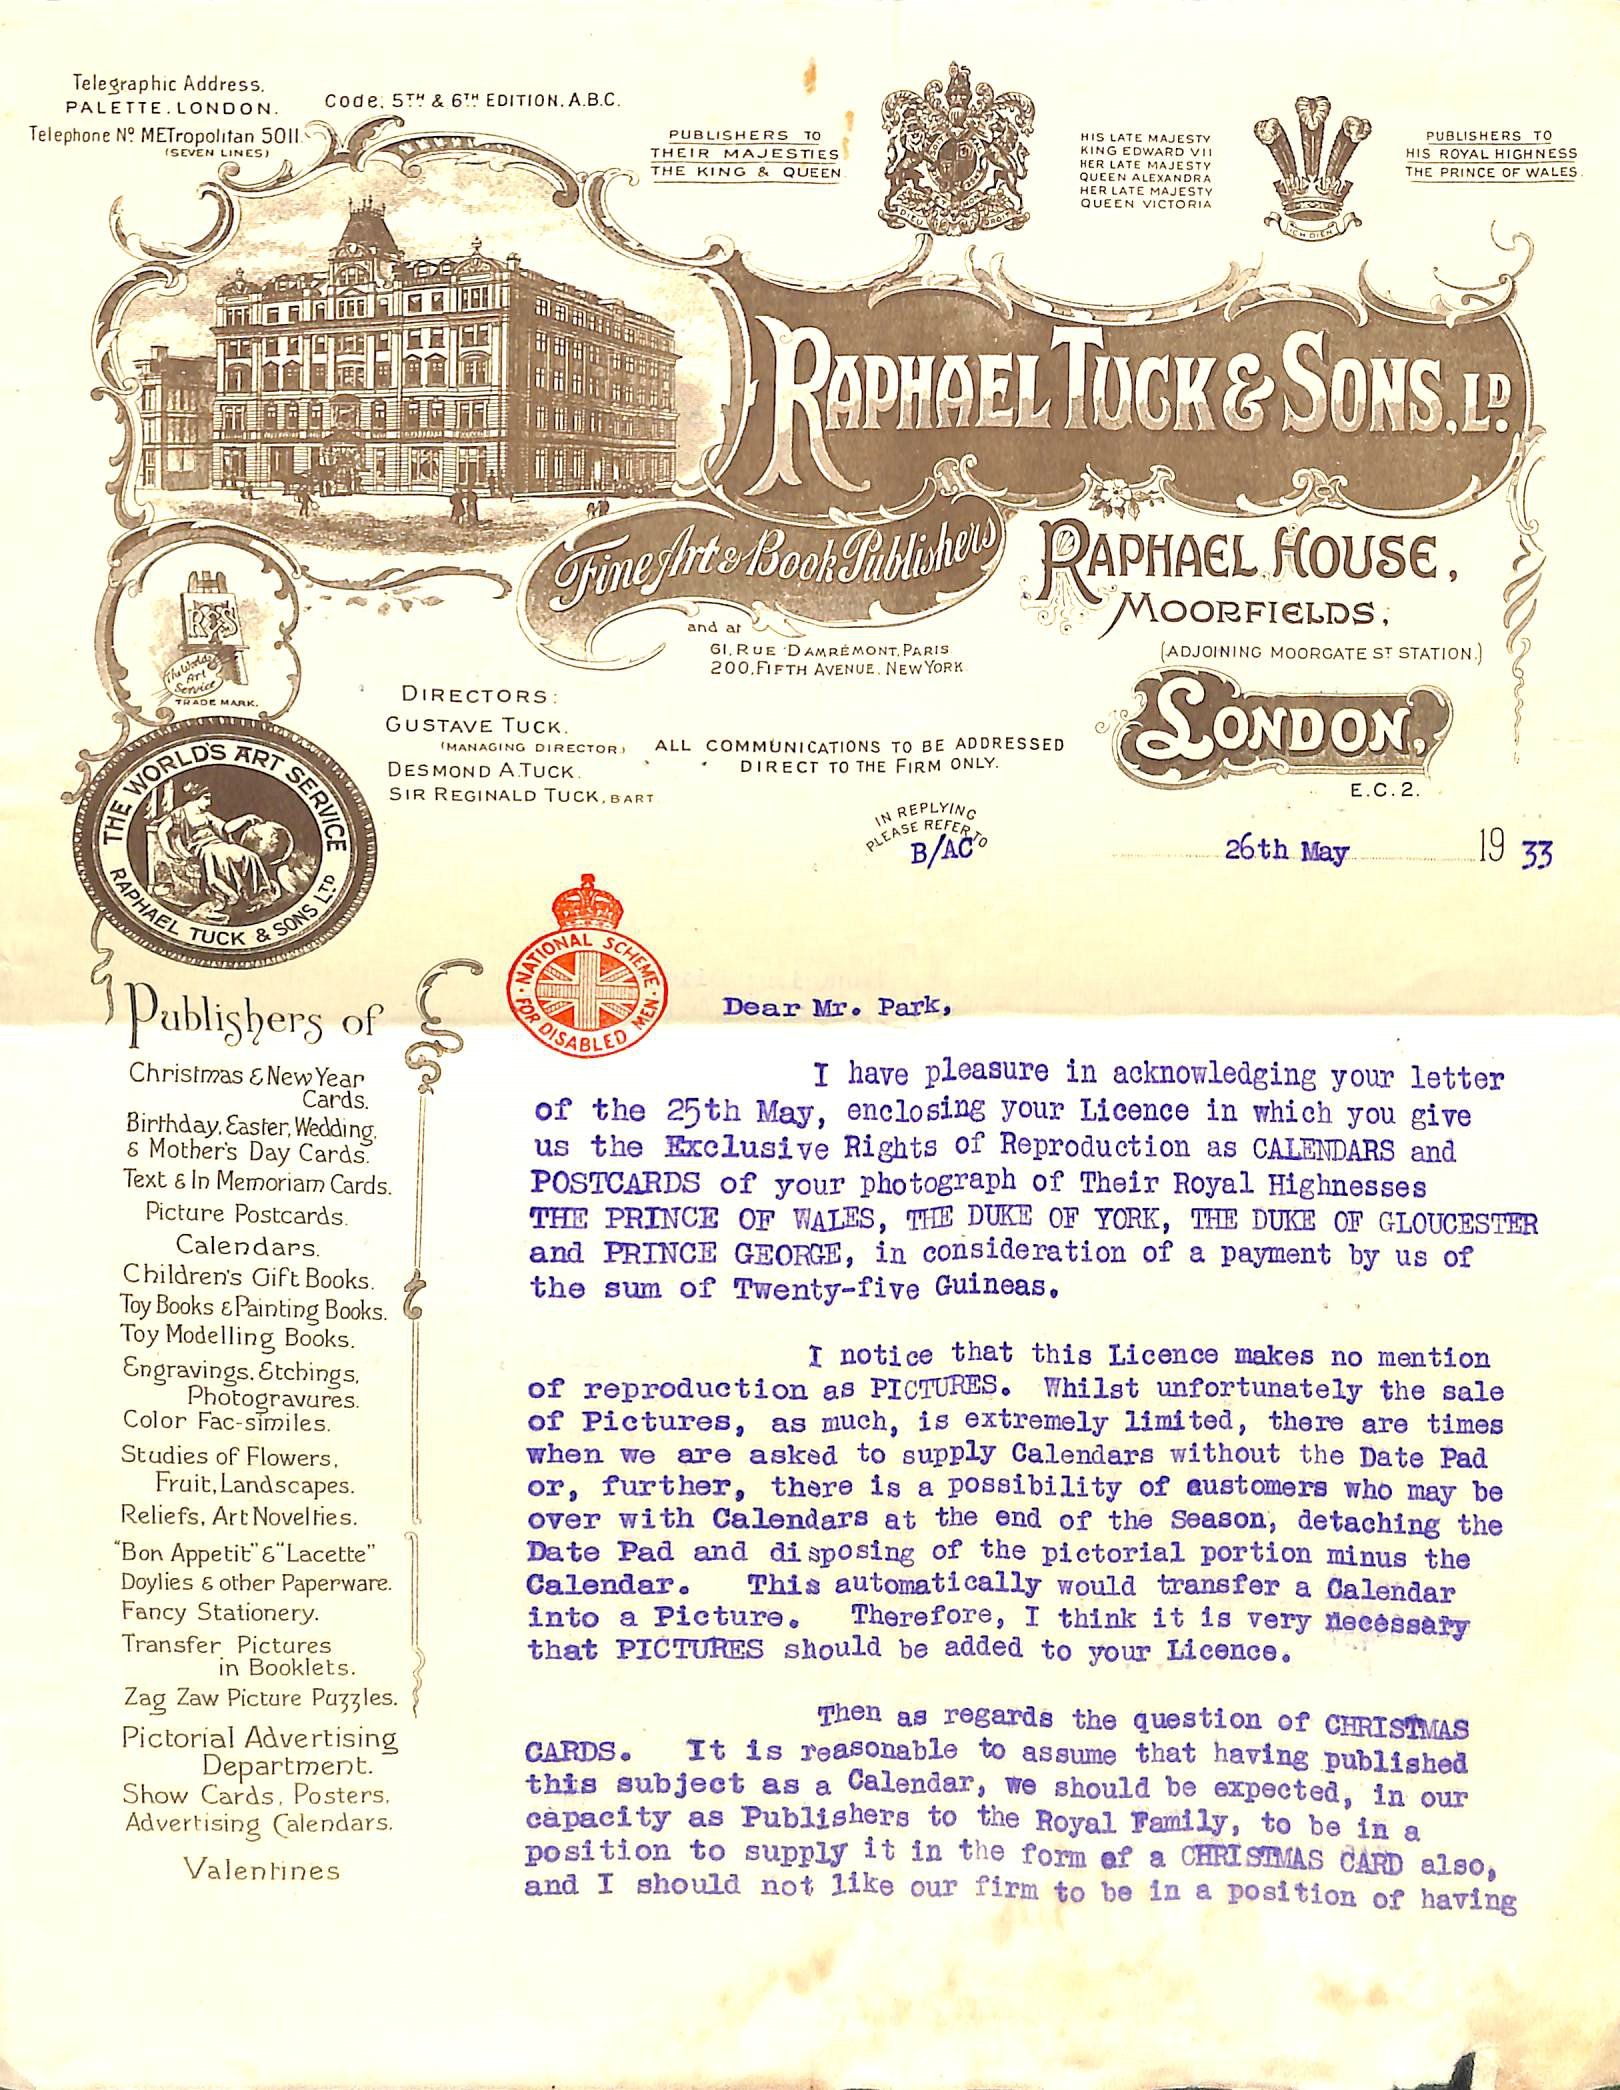 Telegraphic Address,
PALETTE, LONDON.
Code: 5TH & 6TH EDITION, A.B.C.
Telephone No METropolitan 5011.
(SEVEN LINES)
PUBLISHERS TO
THEIR MAJESTIES
THE KING & QUEEN
DIEU ET MON DROIT
HIS LATE MAJESTY
KING EDWARD VII
HER LATE MAJESTY
QUEEN ALEXANDRA
HER LATE MAJESTY
QUEEN VICTORIA
ICH DIEN
PUBLISHERS TO
HIS ROYAL HIGHNESS
THE PRINCE OF WALES.
RAPHAEL TUCK & SONS, LD.
Fine Art & Book Publishers
RAPHAEL HOUSE,
MOORFIELDS,
(ADJOINING MOORGATE ST STATION.)
LONDON,
E.C.2.
and at
61, RUE DAMRÉMONT, PARIS
200, FIFTH AVENUE, NEW YORK
R T & S
The World's
Art
Service
TRADE MARK.
THE WORLD'S ART SERVICE
RAPHAEL TUCK & SONS LTD
DIRECTORS:
GUSTAVE TUCK.
(MANAGING DIRECTOR)
DESMOND A. TUCK.
SIR REGINALD TUCK, BART
ALL COMMUNICATIONS TO BE ADDRESSED
DIRECT TO THE FIRM ONLY.
IN REPLYING
PLEASE REFER TO
B/AC
26th May 1933
NATIONAL SCHEME
FOR DISABLED MEN
Publishers of
Christmas & New Year
Cards.
Birthday, Easter, Wedding,
& Mother's Day Cards.
Text & In Memoriam Cards.
Picture Postcards.
Calendars.
Children's Gift Books.
Toy Books & Painting Books.
Toy Modelling Books.
Engravings, Etchings,
Photogravures.
Color Fac-similes.
Studies of Flowers,
Fruit, Landscapes.
Reliefs, Art Novelties.
"Bon Appetit" & "Lacette"
Doylies & other Paperware.
Fancy Stationery.
Transfer Pictures
in Booklets.
Zag Zaw Picture Puzzles.
Pictorial Advertising
Department.
Show Cards, Posters,
Advertising Calendars.
Valentines
Dear Mr. Park,
I have pleasure in acknowledging your letter
of the 25th May, enclosing your Licence in which you give
us the Exclusive Rights of Reproduction as CALENDARS and
POSTCARDS of your photograph of Their Royal Highnesses
THE PRINCE OF WALES, THE DUKE OF YORK, THE DUKE OF GLOUCESTER
and PRINCE GEORGE, in consideration of a payment by us of
the sum of Twenty-five Guineas.
I notice that this Licence makes no mention
of reproduction as PICTURES. Whilst unfortunately the sale
of Pictures, as much, is extremely limited, there are times
when we are asked to supply Calendars without the Date Pad
or, further, there is a possibility of customers who may be
over with Calendars at the end of the Season, detaching the
Date Pad and disposing of the pictorial portion minus the
Calendar. This automatically would transfer a Calendar
into a Picture. Therefore, I think it is very necessary
that PICTURES should be added to your Licence.
Then as regards the question of CHRISTMAS
CARDS. It is reasonable to assume that having published
this subject as a Calendar, we should be expected, in our
capacity as Publishers to the Royal Family, to be in a
position to supply it in the form of a CHRISTMAS CARD also,
and I should not like our firm to be in a position of having